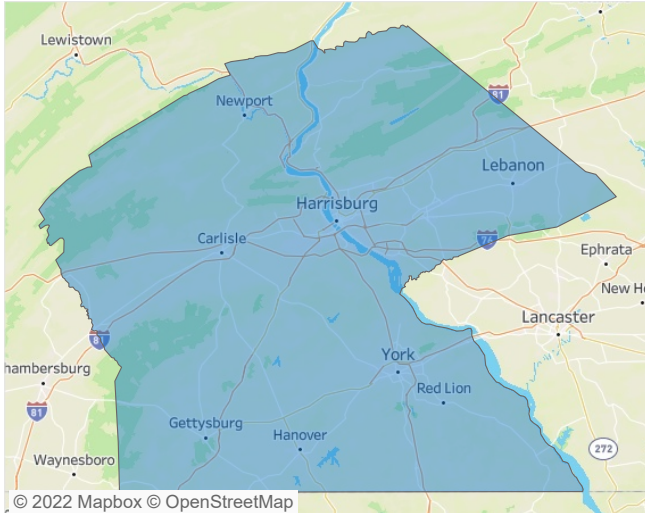 Lewistown
81
Newport
Lebanon
Harrisburg
Carlisle
76
Ephrata
New Ho
Lancaster
81
hambersburg
York
Red Lion
81
Gettysburg
Hanover
272
Waynesboro
© 2022 Mapbox © OpenStreetMap